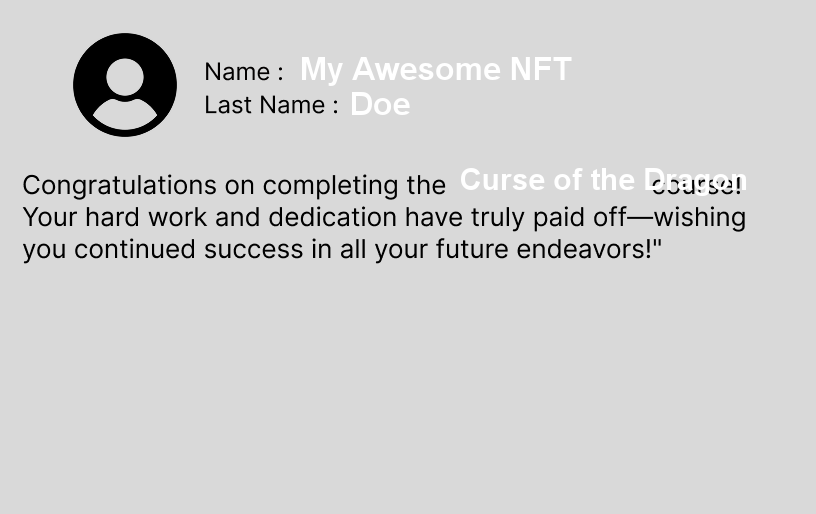 Name : My Awesome NFT
Last Name : Doe
Congratulations on completing the Curse of the Dragon course!
Your hard work and dedication have truly paid off—wishing
you continued success in all your future endeavors!"